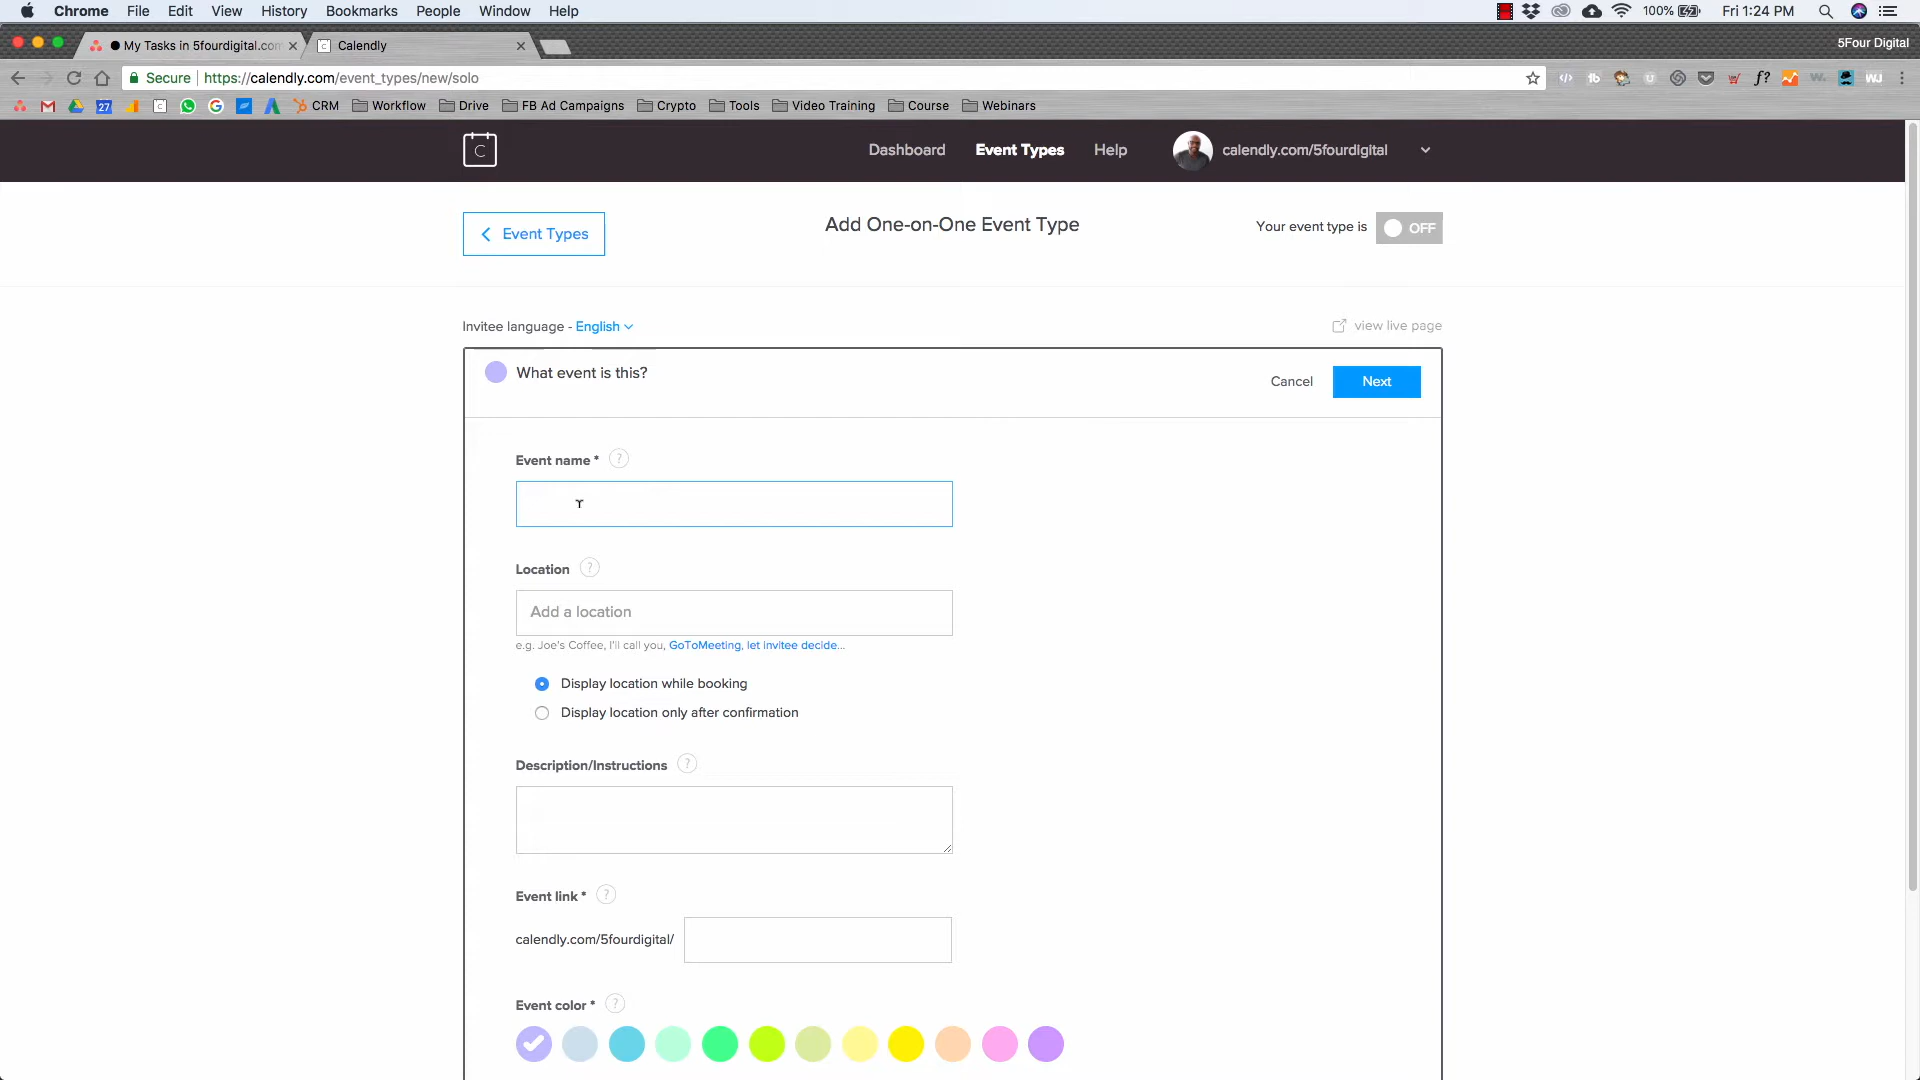 Chrome File Edit View History Bookmarks People Window Help 100% Fri 1:24 PM
My Tasks in 5fourdigital.com Calendly 5Four Digital
Secure https://calendly.com/event_types/new/solo
27 CRM Workflow Drive FB Ad Campaigns Crypto Tools Video Training Course Webinars
C Dashboard Event Types Help calendly.com/5fourdigital
Event Types Add One-on-One Event Type Your event type is OFF
Invitee language - English view live page
What event is this? Cancel Next
Event name * ?
Location ?
Add a location
e.g. Joe's Coffee, I'll call you, GoToMeeting, let invitee decide...
Display location while booking
Display location only after confirmation
Description/Instructions ?
Event link * ?
calendly.com/5fourdigital/
Event color * ?